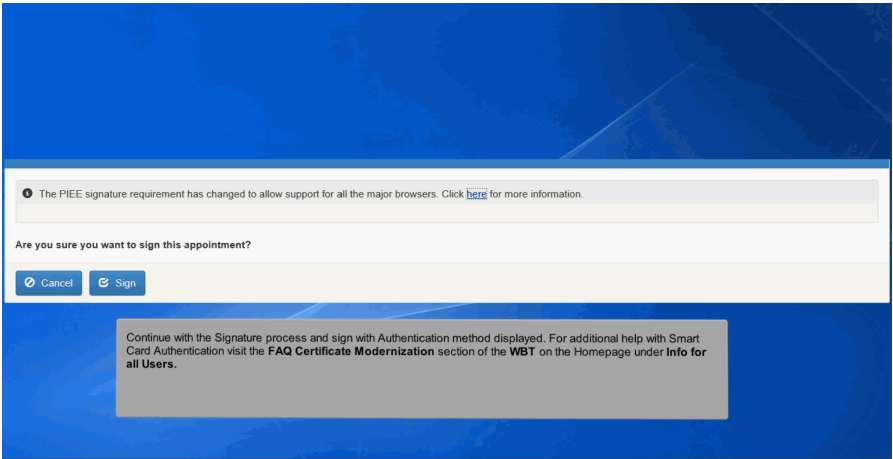 The PIEE signature requirement has changed to allow support for all the major browsers. Click here for more information.
Are you sure you want to sign this appointment?
Cancel
Sign
Continue with the Signature process and sign with Authentication method displayed. For additional help with Smart
Card Authentication visit the FAQ Certificate Modernization section of the WBT on the Homepage under Info for
all Users.